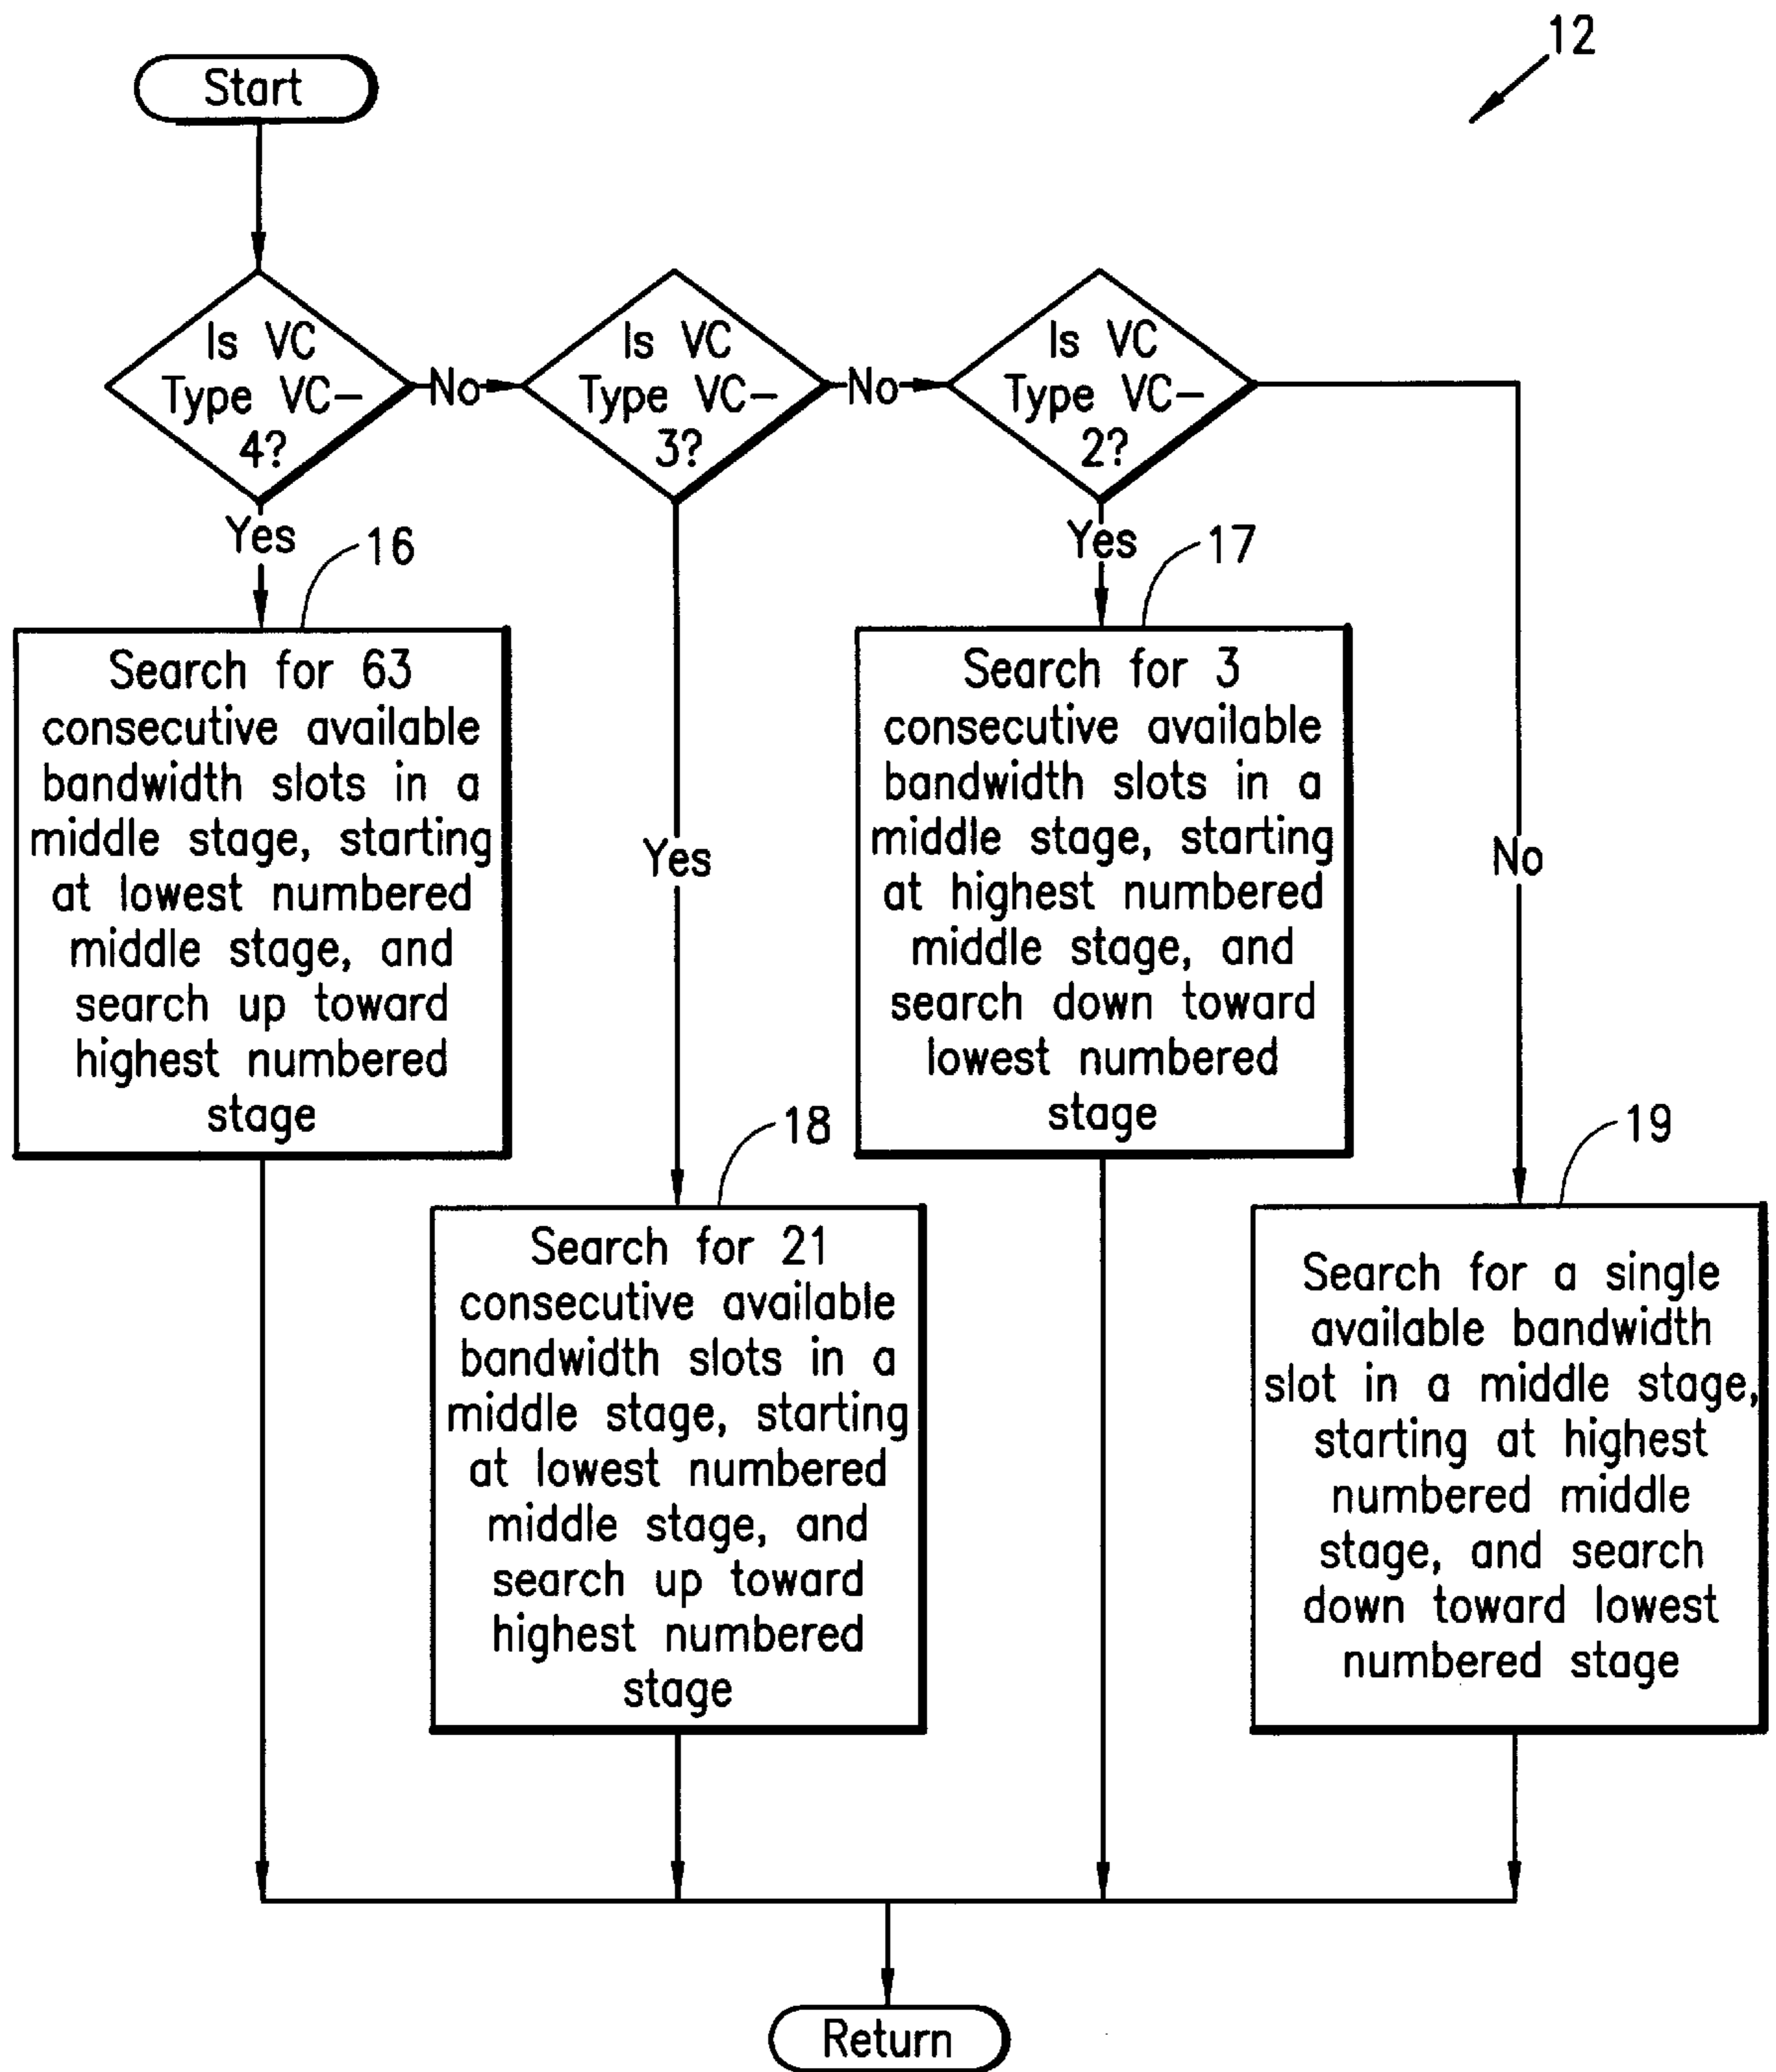 12
Start
Is VC
Type VC-
4?
No
Is VC
Type VC-
3?
No
Is VC
Type VC-
2?
Yes
16
Search for 63
consecutive available
bandwidth slots in a
middle stage, starting
at lowest numbered
middle stage, and
search up toward
highest numbered
stage
Yes
18
Search for 21
consecutive available
bandwidth slots in a
middle stage, starting
at lowest numbered
middle stage, and
search up toward
highest numbered
stage
Yes
17
Search for 3
consecutive available
bandwidth slots in a
middle stage, starting
at highest numbered
middle stage, and
search down toward
lowest numbered
stage
No
19
Search for a single
available bandwidth
slot in a middle stage,
starting at highest
numbered middle
stage, and search
down toward lowest
numbered stage
Return